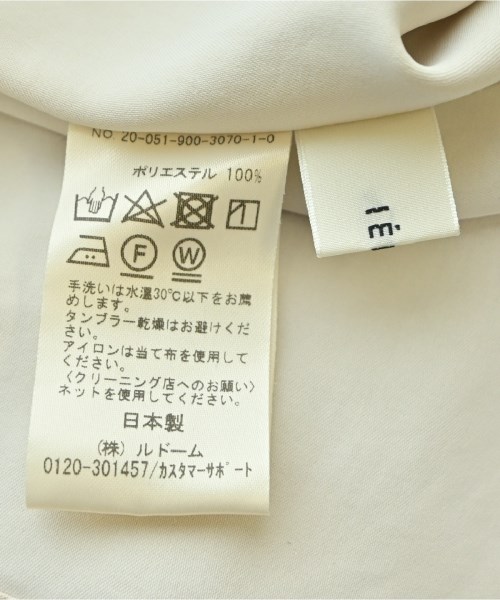 NO 20-051-900-3070-1-0
ポリエステル 100%
F W
手洗いは水温30℃以下をお薦
めします。
タンブラー乾燥はお避けくださ
い。
アイロンは当て布を使用して
ください。
〈クリーニング店へのお願い〉
ネットを使用してください。
日本製
(株) ルドーム
0120-301457/カスタマーサポート